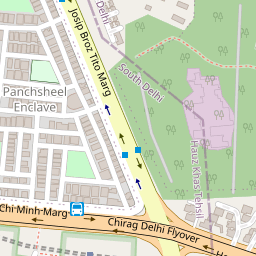 Josip Broz Tito Marg
Delhi
South Delhi
Panchsheel
Enclave
Hauz Khas Tehsil
Chi Minh Marg
Chirag Delhi Flyover